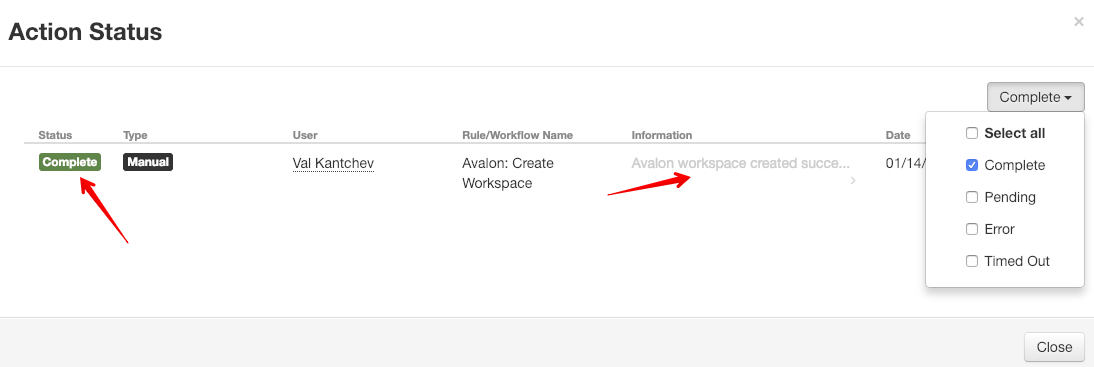 Action Status
×
Complete
Status Type User Rule/Workflow Name Information Date
Complete Manual Val Kantchev Avalon: Create Avalon workspace created succe... 01/14/
Workspace
Select all
Complete
Pending
Error
Timed Out
Close